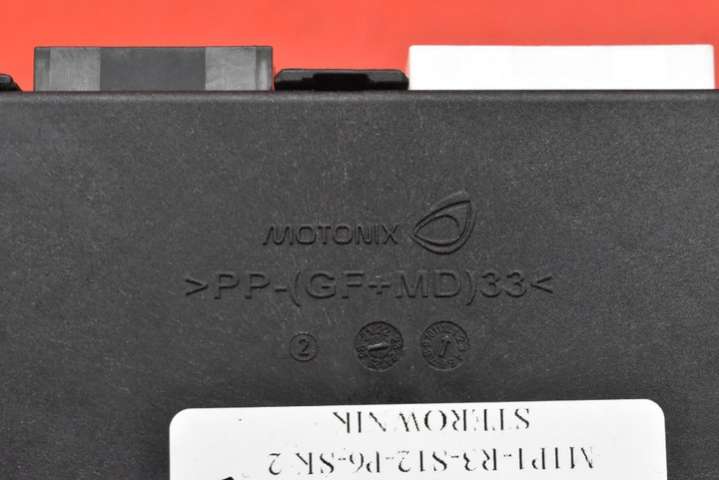 MOTONIX
>PP-(GF+MD)33<
2
STEROWNIK
M1P1-R3-S12-P6-SK 2